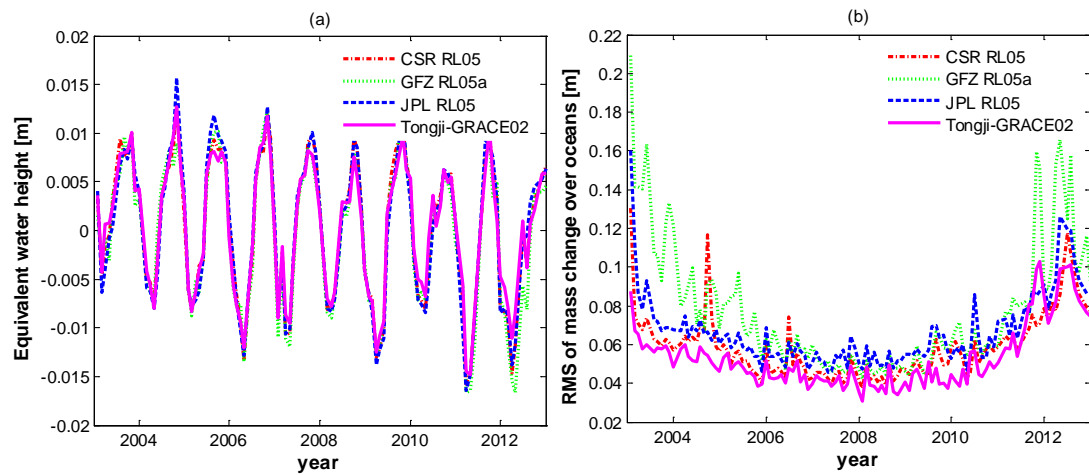 (a)
Equivalent water height [m]
0.02
0.015
0.01
0.005
0
-0.005
-0.01
-0.015
-0.02
CSR RL05
GFZ RL05a
JPL RL05
Tongji-GRACE02
2004 2006 2008 2010 2012
year
(b)
RMS of mass change over oceans [m]
0.22
0.2
0.18
0.16
0.14
0.12
0.1
0.08
0.06
0.04
0.02
CSR RL05
GFZ RL05a
JPL RL05
Tongji-GRACE02
2004 2006 2008 2010 2012
year